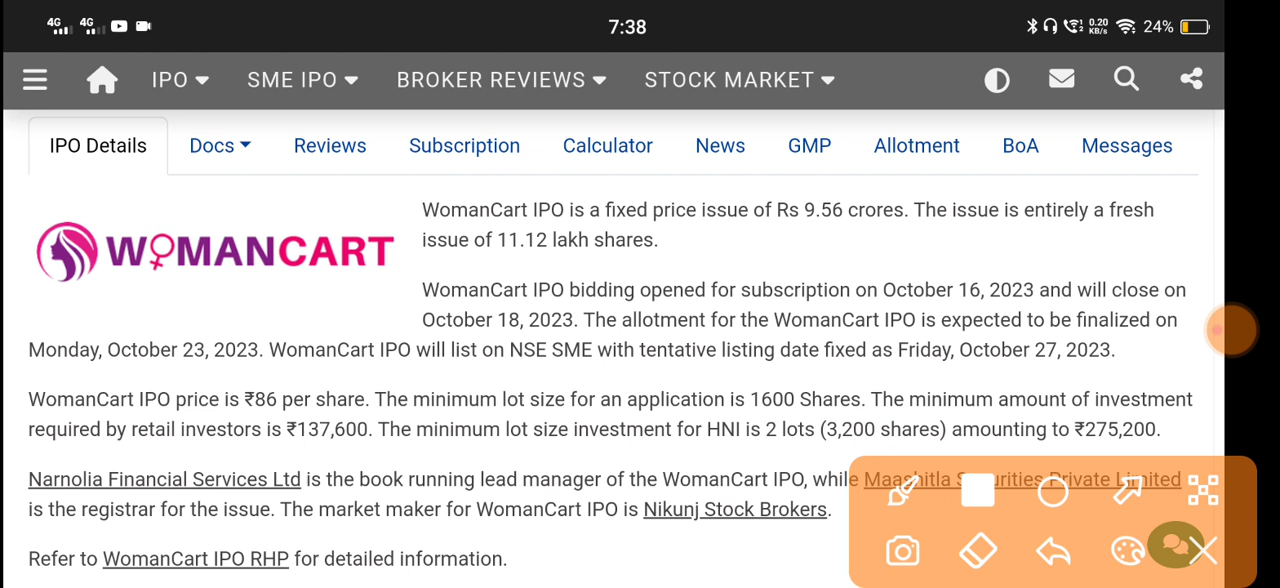 4G 4G 7:38 2 0.20 KB/s 24%
IPO SME IPO BROKER REVIEWS STOCK MARKET
IPO Details Docs Reviews Subscription Calculator News GMP Allotment BoA Messages
WOMANCART
WomanCart IPO is a fixed price issue of Rs 9.56 crores. The issue is entirely a fresh
issue of 11.12 lakh shares.
WomanCart IPO bidding opened for subscription on October 16, 2023 and will close on
October 18, 2023. The allotment for the WomanCart IPO is expected to be finalized on
Monday, October 23, 2023. WomanCart IPO will list on NSE SME with tentative listing date fixed as Friday, October 27, 2023.
WomanCart IPO price is ₹86 per share. The minimum lot size for an application is 1600 Shares. The minimum amount of investment
required by retail investors is ₹137,600. The minimum lot size investment for HNI is 2 lots (3,200 shares) amounting to ₹275,200.
Narnolia Financial Services Ltd is the book running lead manager of the WomanCart IPO, while Private Limited
is the registrar for the issue. The market maker for WomanCart IPO is Nikunj Stock Brokers.
Refer to WomanCart IPO RHP for detailed information.